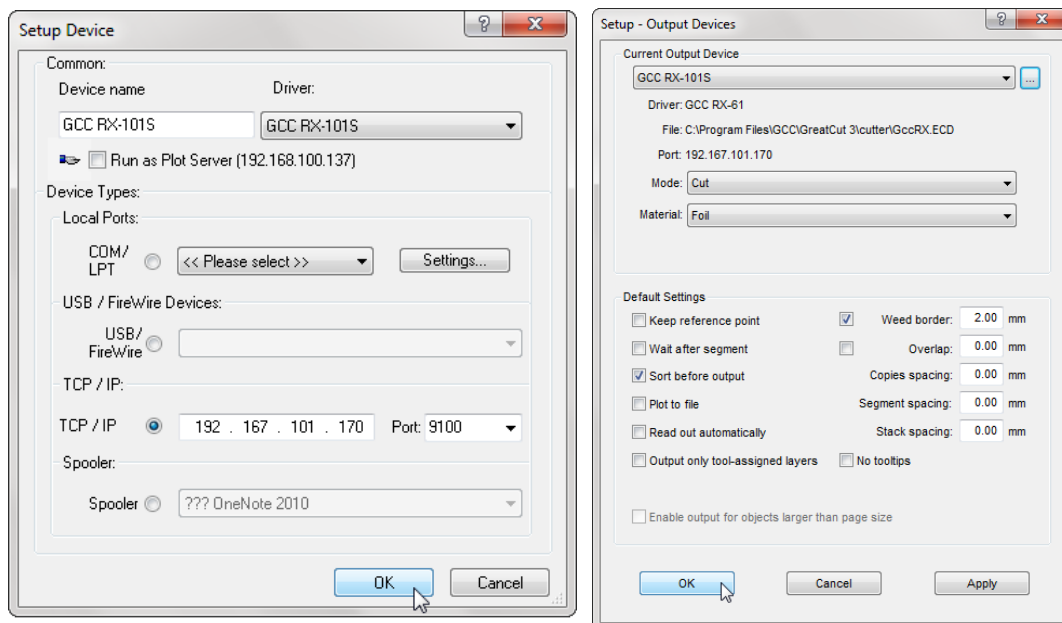 Setup Device
Common:
Device name Driver:
GCC RX-101S GCC RX-101S
Run as Plot Server (192.168.100.137)
Device Types:
Local Ports:
COM/
LPT
<< Please select >> Settings...
USB / FireWire Devices:
USB/
FireWire
TCP / IP:
TCP / IP 192 . 167 . 101 . 170 Port: 9100
Spooler:
Spooler ??? OneNote 2010
OK Cancel
Setup - Output Devices
Current Output Device
GCC RX-101S ...
Driver: GCC RX-61
File: C:\Program Files\GCC\GreatCut 3\cutter\GccRX.ECD
Port: 192.167.101.170
Mode: Cut
Material: Foil
Default Settings
Keep reference point Weed border: 2.00 mm
Wait after segment Overlap: 0.00 mm
Sort before output Copies spacing: 0.00 mm
Plot to file Segment spacing: 0.00 mm
Read out automatically Stack spacing: 0.00 mm
Output only tool-assigned layers No tooltips
Enable output for objects larger than page size
OK Cancel Apply